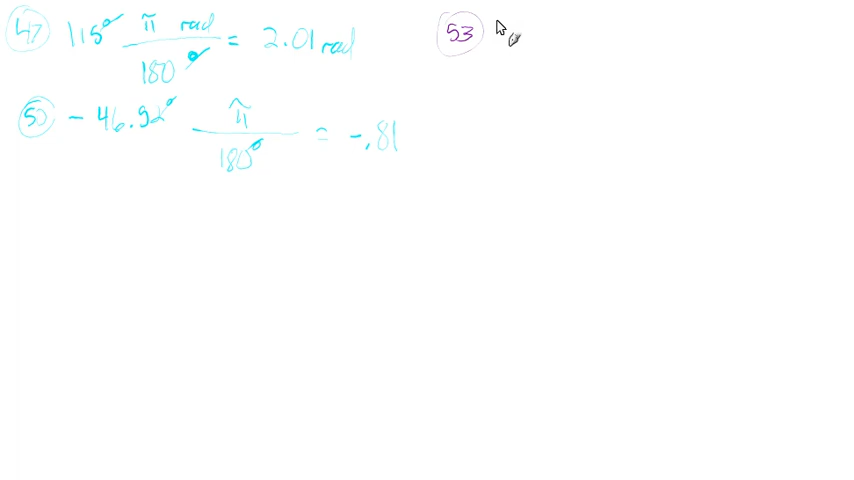 47 115° π rad / 180° = 2.01 rad
50 - 46.92° π / 180° = -.81
53